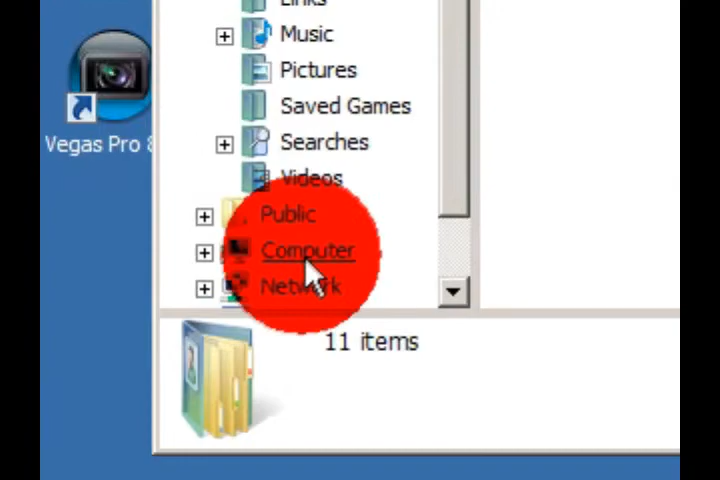 Links
Music
Pictures
Saved Games
Searches
Vegas Pro 8
Videos
Public
Computer
Network
11 items